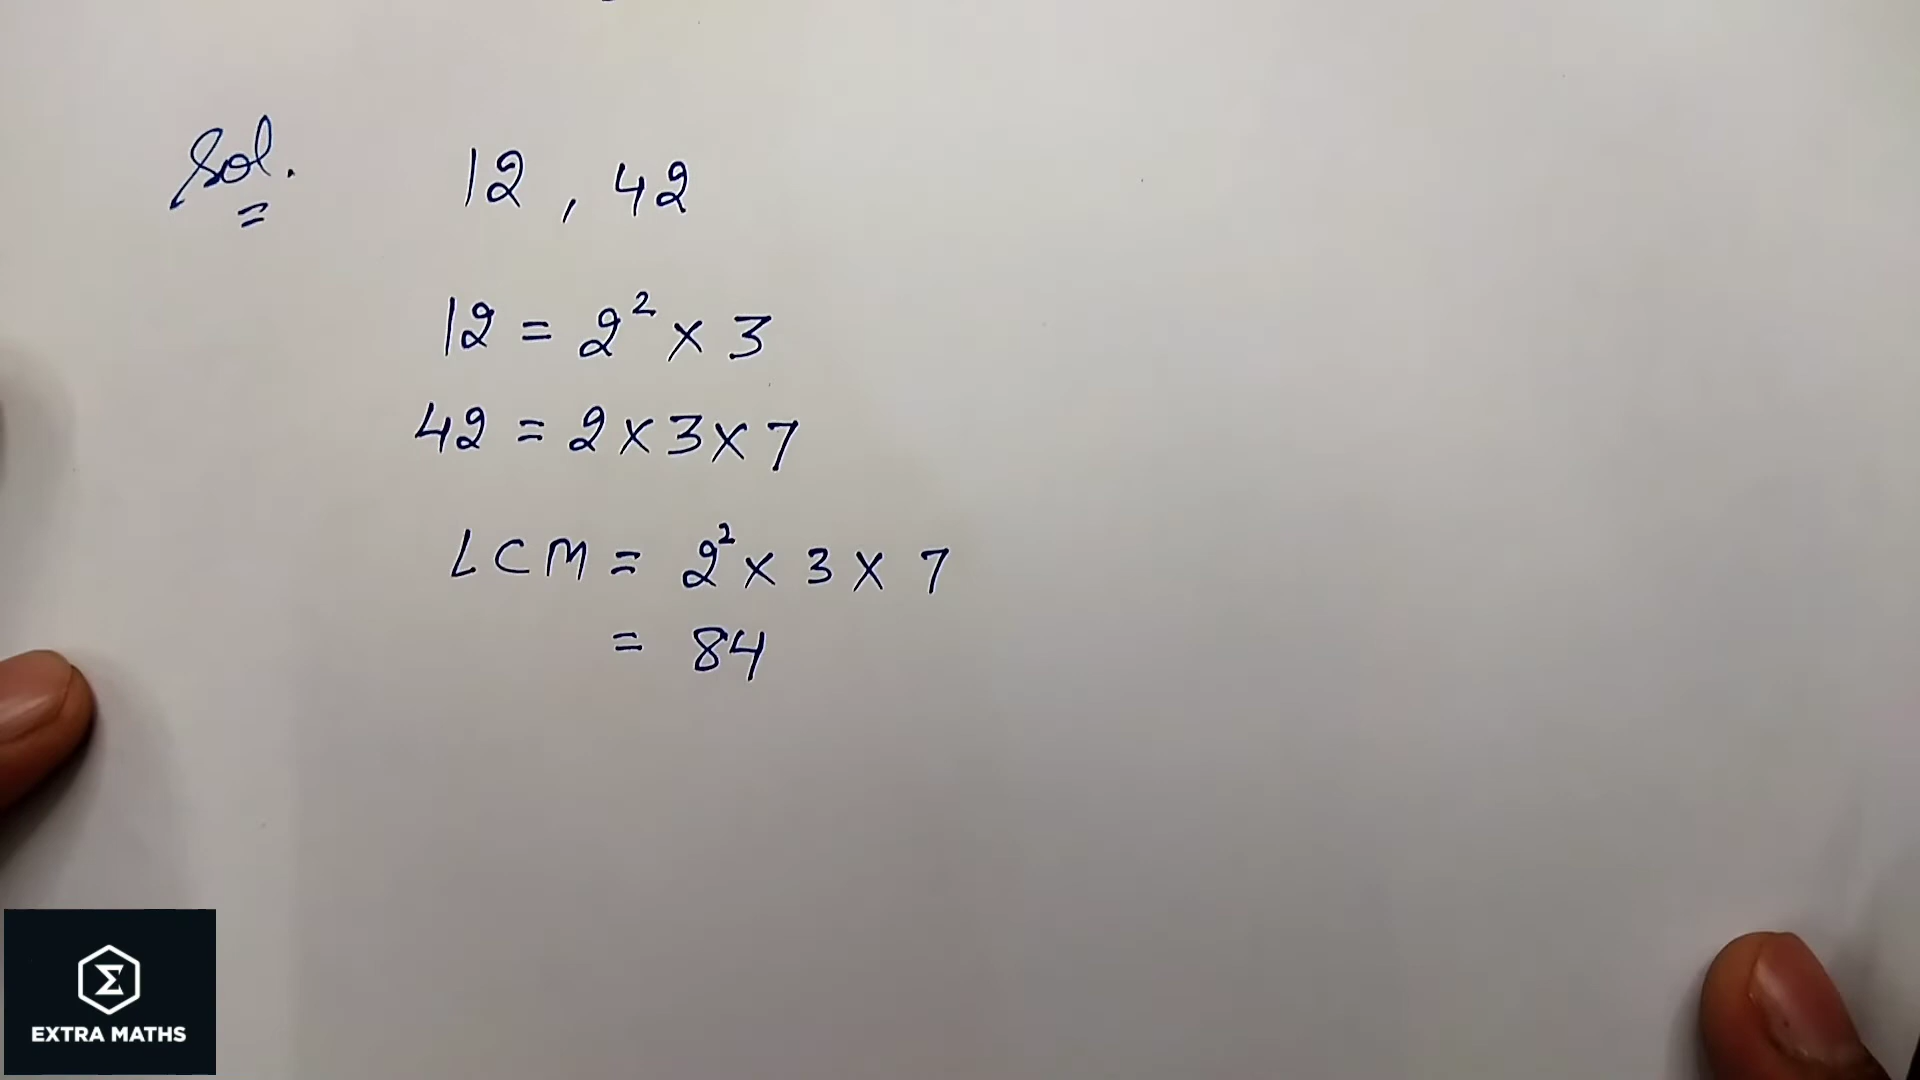 Sol.
12, 42
12 = 2² × 3
42 = 2 × 3 × 7
LCM = 2² × 3 × 7
= 84
Σ
EXTRA MATHS